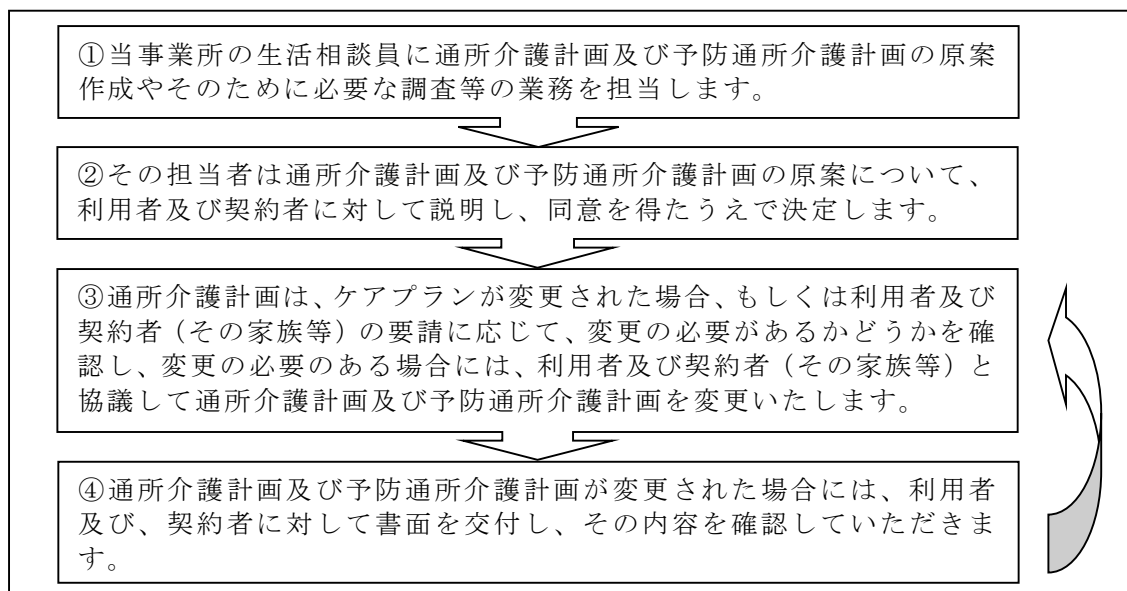 ①当事業所の生活相談員に通所介護計画及び予防通所介護計画の原案
作成やそのために必要な調査等の業務を担当します。
②その担当者は通所介護計画及び予防通所介護計画の原案について、
利用者及び契約者に対して説明し、同意を得たうえで決定します。
③通所介護計画は、ケアプランが変更された場合、もしくは利用者及び
契約者（その家族等）の要請に応じて、変更の必要があるかどうかを確
認し、変更の必要のある場合には、利用者及び契約者（その家族等）と
協議して通所介護計画及び予防通所介護計画を変更いたします。
④通所介護計画及び予防通所介護計画が変更された場合には、利用者
及び、契約者に対して書面を交付し、その内容を確認していただきま
す。